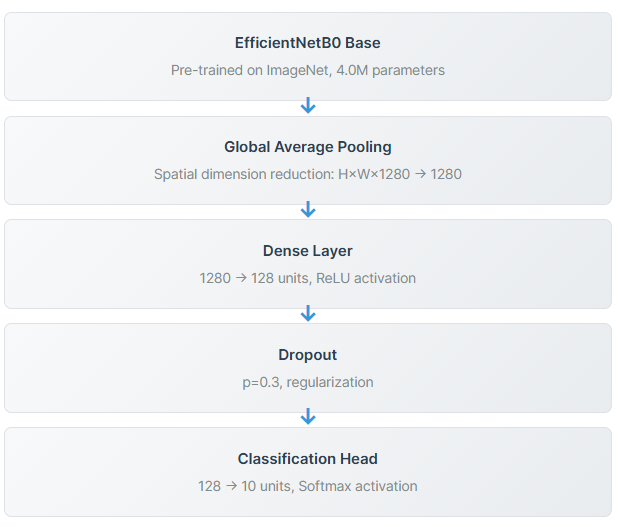 EfficientNetB0 Base
Pre-trained on ImageNet, 4.0M parameters
Global Average Pooling
Spatial dimension reduction: H×W×1280 → 1280
Dense Layer
1280 → 128 units, ReLU activation
Dropout
p=0.3, regularization
Classification Head
128 → 10 units, Softmax activation